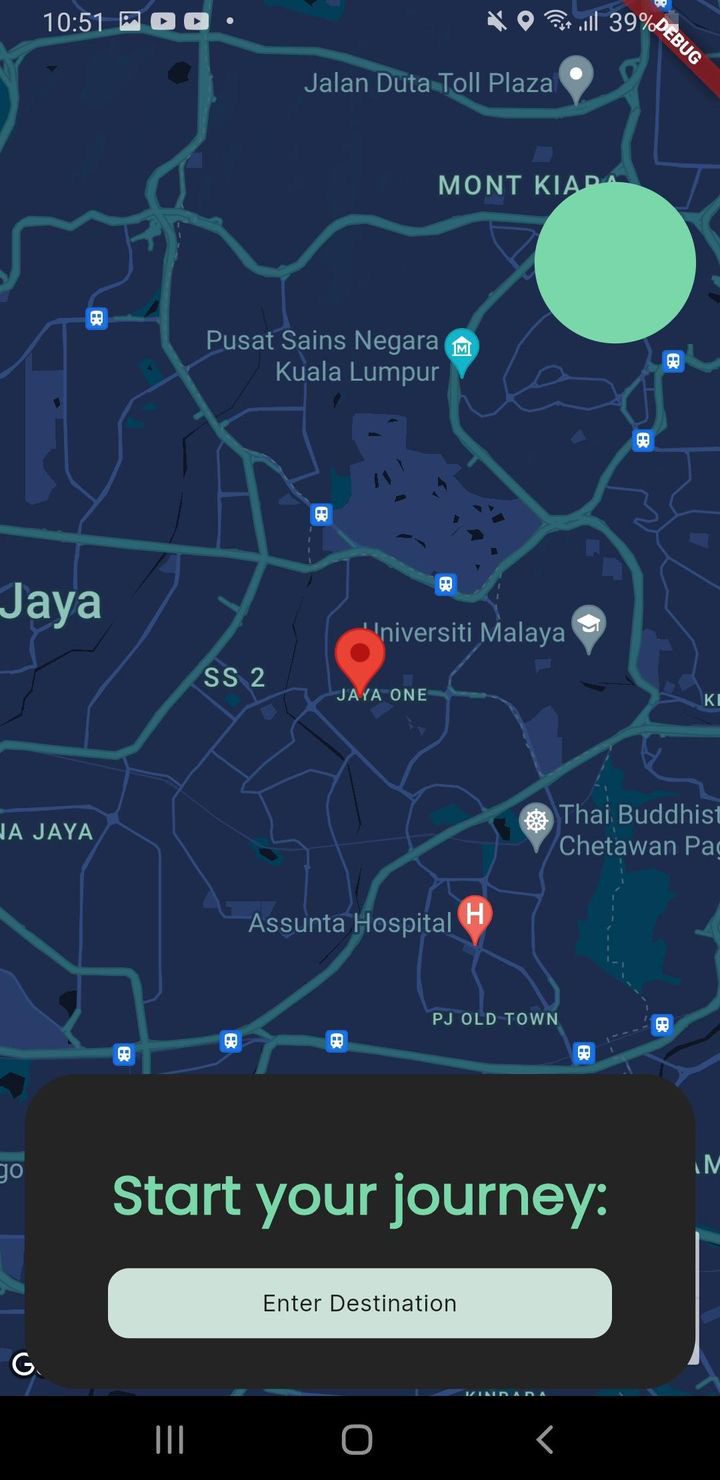 10:51
39%
DEBUG
Jalan Duta Toll Plaza
MONT KIARA
Pusat Sains Negara
Kuala Lumpur
Jaya
Universiti Malaya
SS 2
JAYA ONE
NA JAYA
Thai Buddhist
Chetawan Pag
H
Assunta Hospital
PJ OLD TOWN
Start your journey:
Enter Destination
G